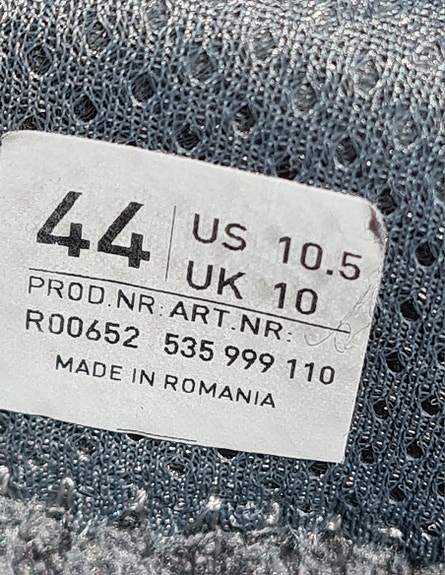 44
US 10.5
UK 10
PROD.NR: ART.NR:
R00652 535 999 110
MADE IN ROMANIA